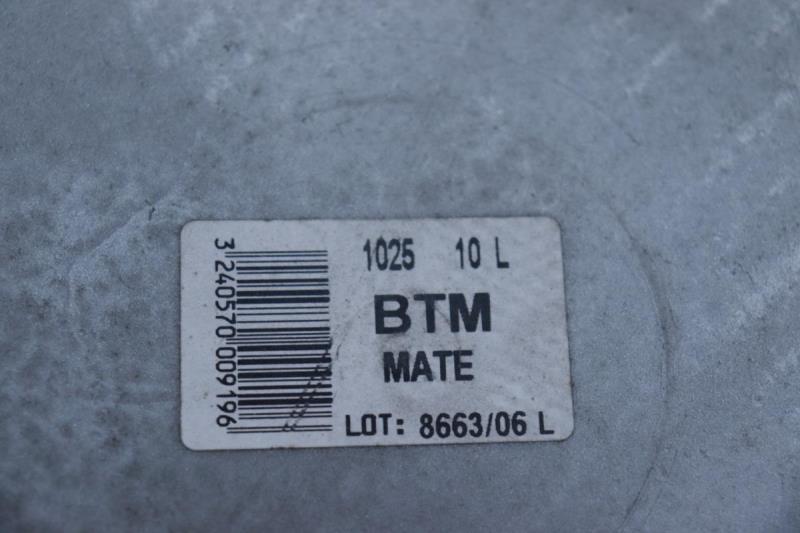 3 240570 009196
1025 10 L
BTM
MATE
LOT: 8663/06 L